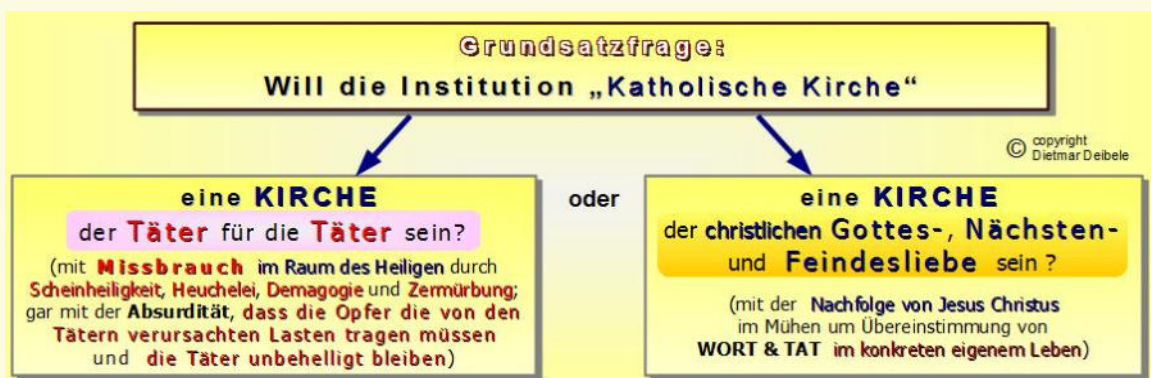 Grundsatzfrage:
Will die Institution „Katholische Kirche“
© copyright
Dietmar Deibele
eine KIRCHE
der Täter für die Täter sein?
(mit Missbrauch im Raum des Heiligen durch
Scheinheiligkeit, Heuchelei, Demagogie und Zermürbung;
gar mit der Absurdität, dass die Opfer die von den
Tätern verursachten Lasten tragen müssen
und die Täter unbehelligt bleiben)
oder
eine KIRCHE
der christlichen Gottes-, Nächsten-
und Feindesliebe sein ?
(mit der Nachfolge von Jesus Christus
im Mühen um Übereinstimmung von
WORT & TAT im konkreten eigenem Leben)